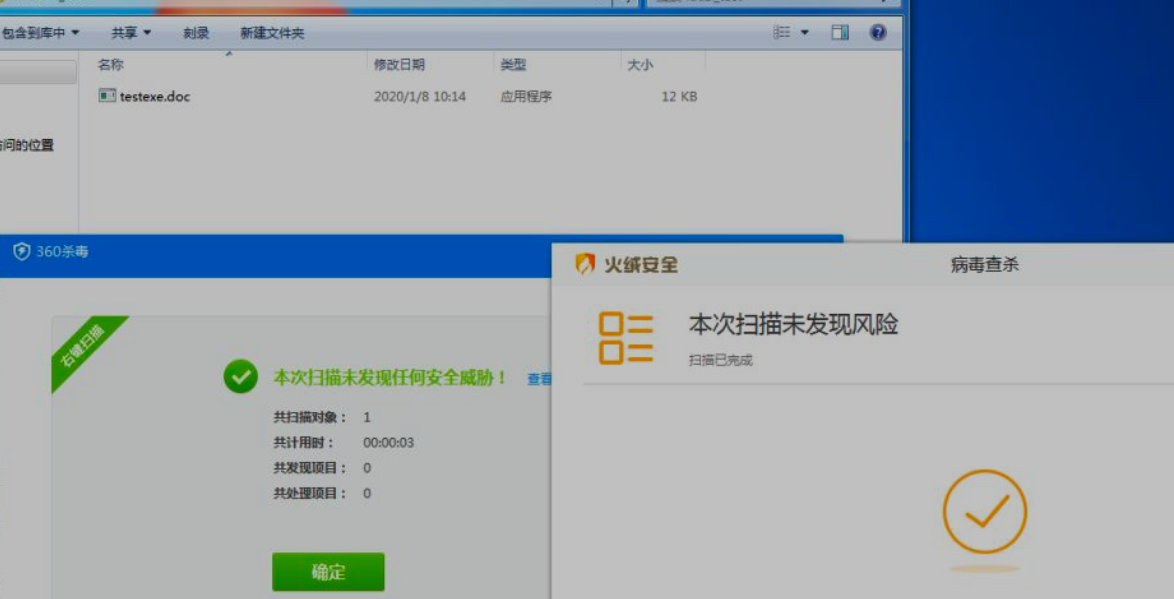 包含到库中 共享 刻录 新建文件夹
名称 修改日期 类型 大小
testexe.doc 2020/1/8 10:14 应用程序 12 KB
问的位置
360杀毒
火绒安全 病毒查杀
右键扫描
本次扫描未发现任何安全威胁! 查看
共扫描对象: 1
共计用时: 00:00:03
共发现项目: 0
共处理项目: 0
确定
本次扫描未发现风险
扫描已完成